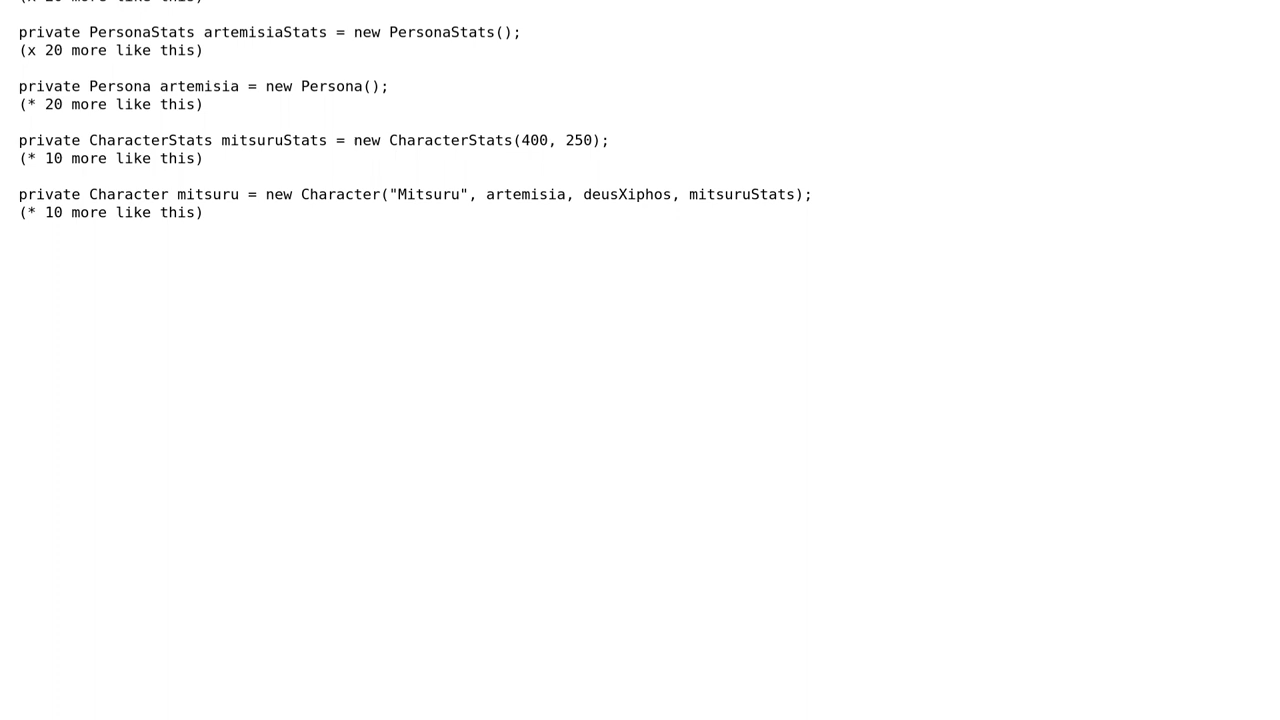 private PersonaStats artemisiaStats = new PersonaStats();
(x 20 more like this)
private Persona artemisia = new Persona();
(* 20 more like this)
private CharacterStats mitsuruStats = new CharacterStats(400, 250);
(* 10 more like this)
private Character mitsuru = new Character("Mitsuru", artemisia, deusXiphos, mitsuruStats);
(* 10 more like this)